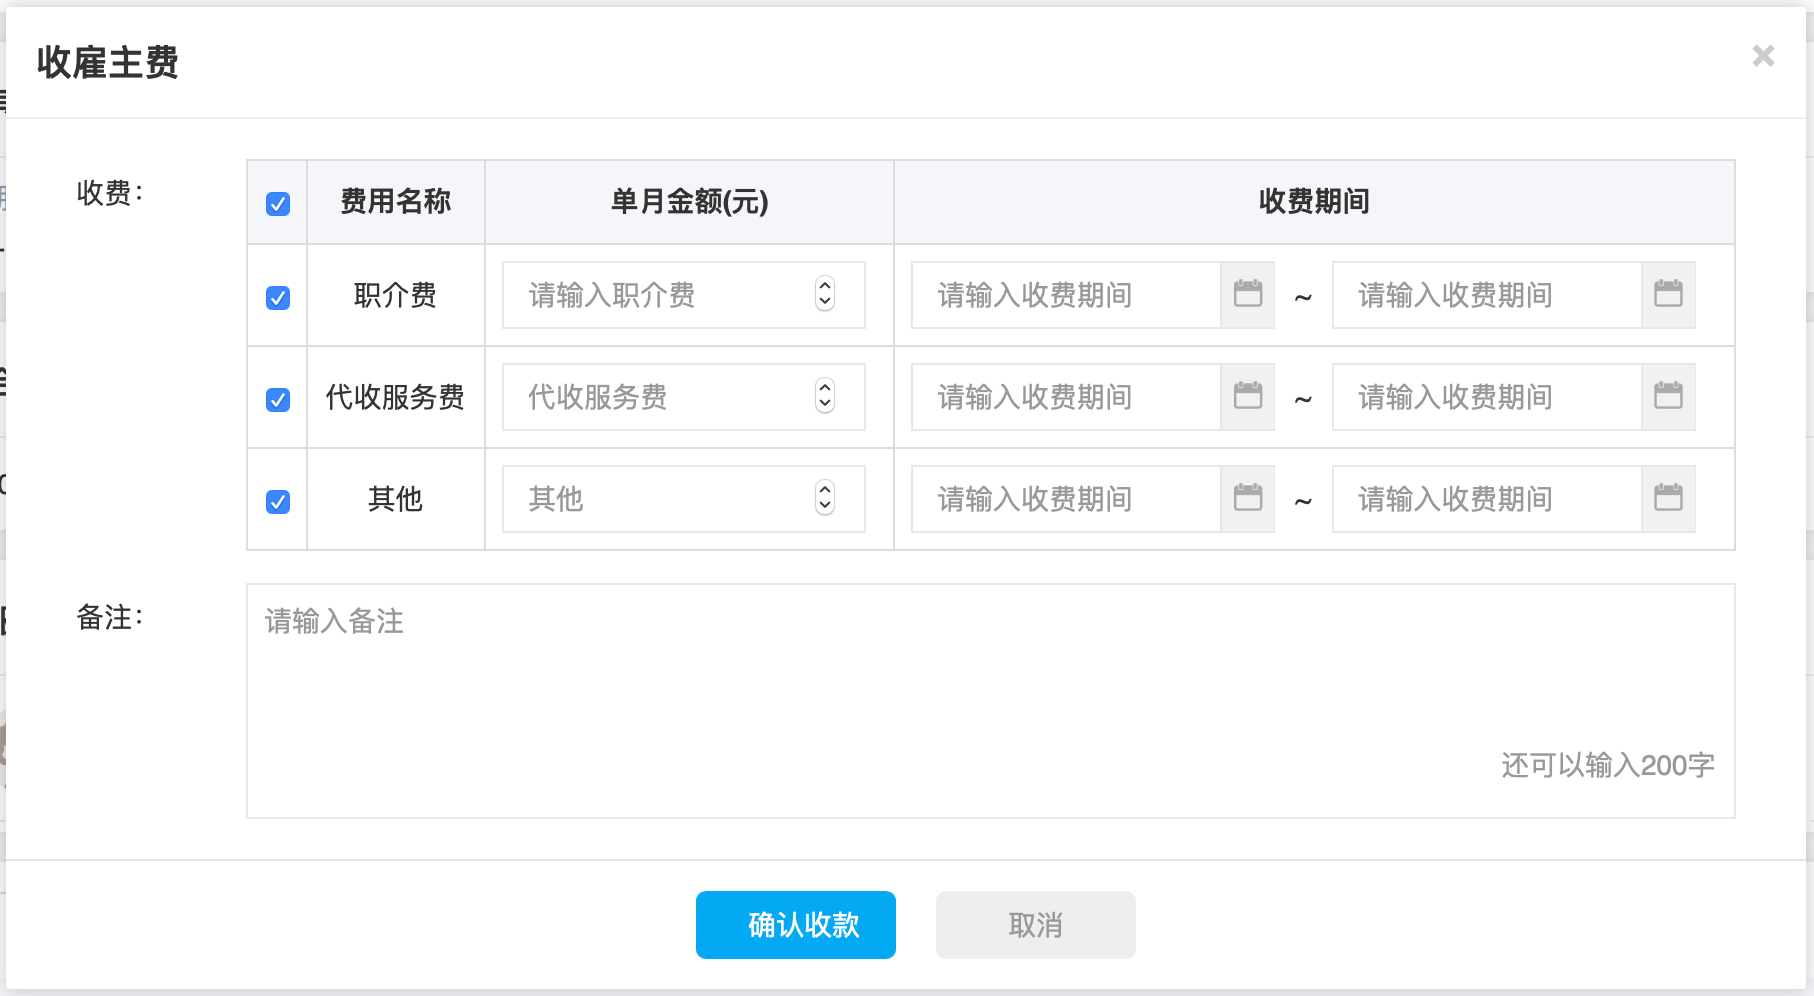 收雇主费
收费：
费用名称 单月金额(元) 收费期间
职介费 请输入职介费 请输入收费期间 ~ 请输入收费期间
代收服务费 代收服务费 请输入收费期间 ~ 请输入收费期间
其他 其他 请输入收费期间 ~ 请输入收费期间
备注：
请输入备注
还可以输入200字
确认收款 取消